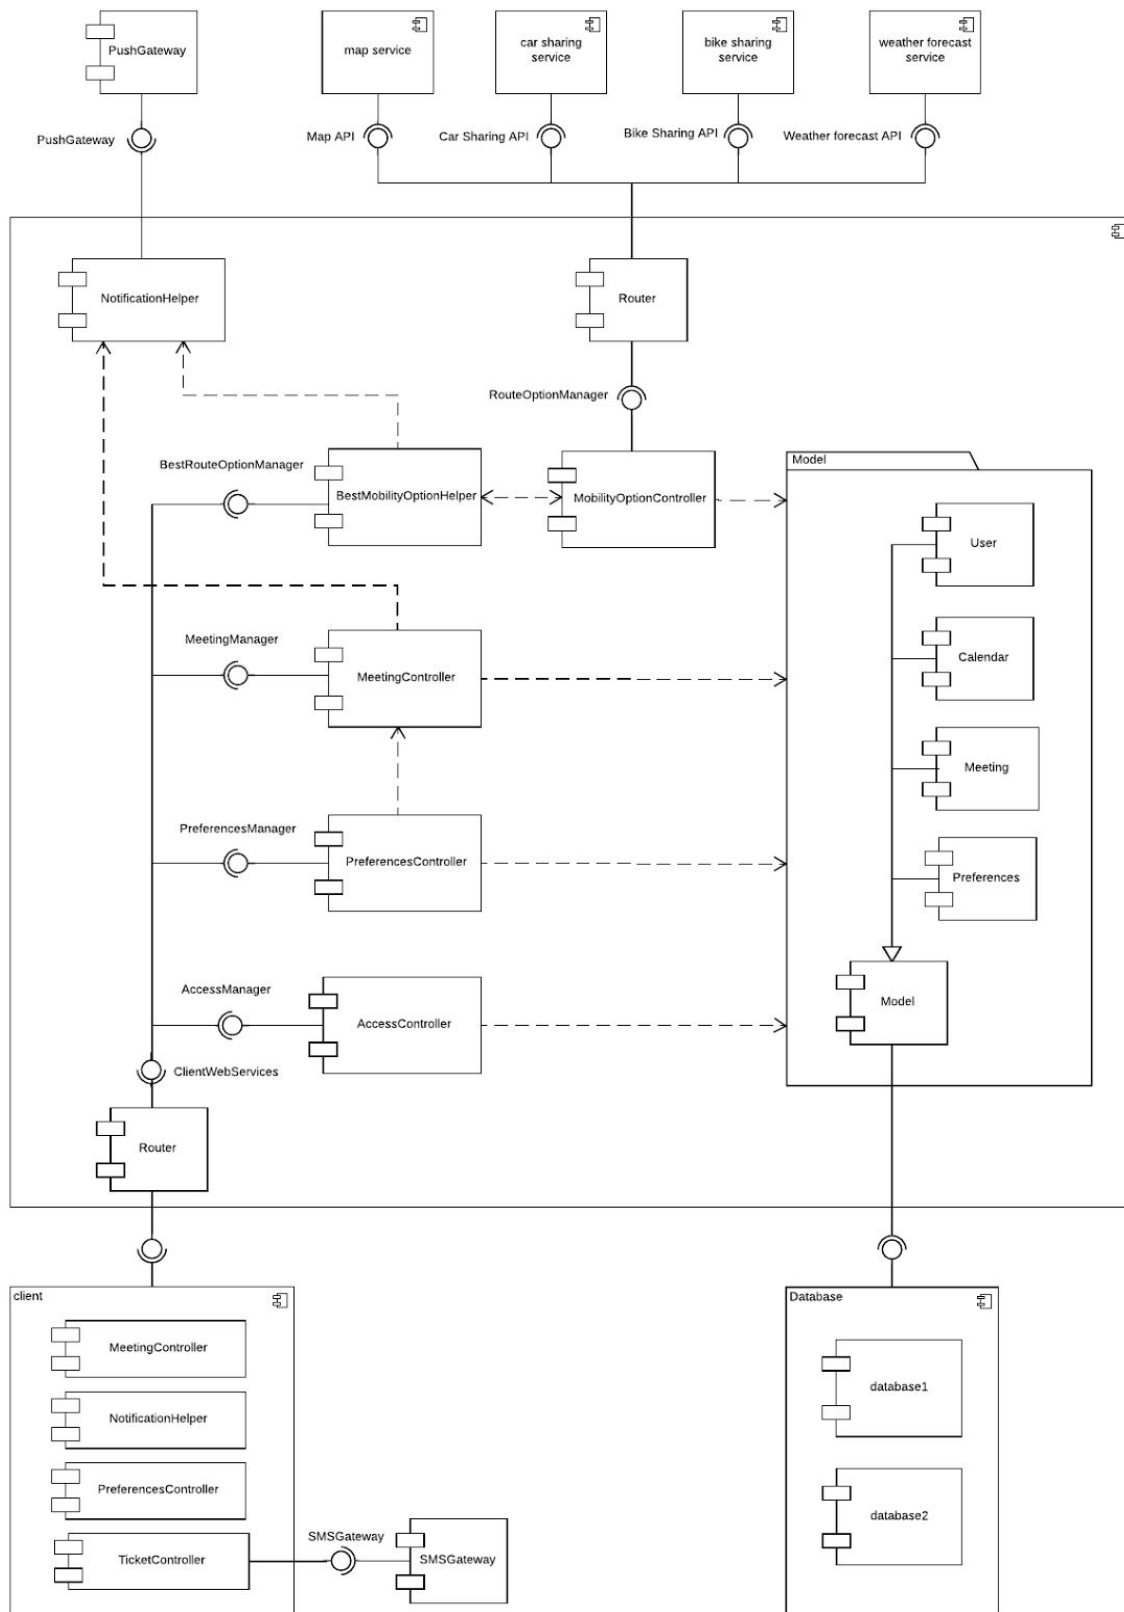 PushGateway
map service
car sharing
service
bike sharing
service
weather forecast
service
PushGateway
Map API
Car Sharing API
Bike Sharing API
Weather forecast API
NotificationHelper
Router
RouteOptionManager
BestRouteOptionManager
BestMobilityOptionHelper
MobilityOptionController
Model
User
MeetingManager
MeetingController
Calendar
Meeting
PreferencesManager
PreferencesController
Preferences
AccessManager
AccessController
Model
ClientWebServices
Router
client
MeetingController
NotificationHelper
PreferencesController
TicketController
SMSGateway
SMSGateway
Database
database1
database2